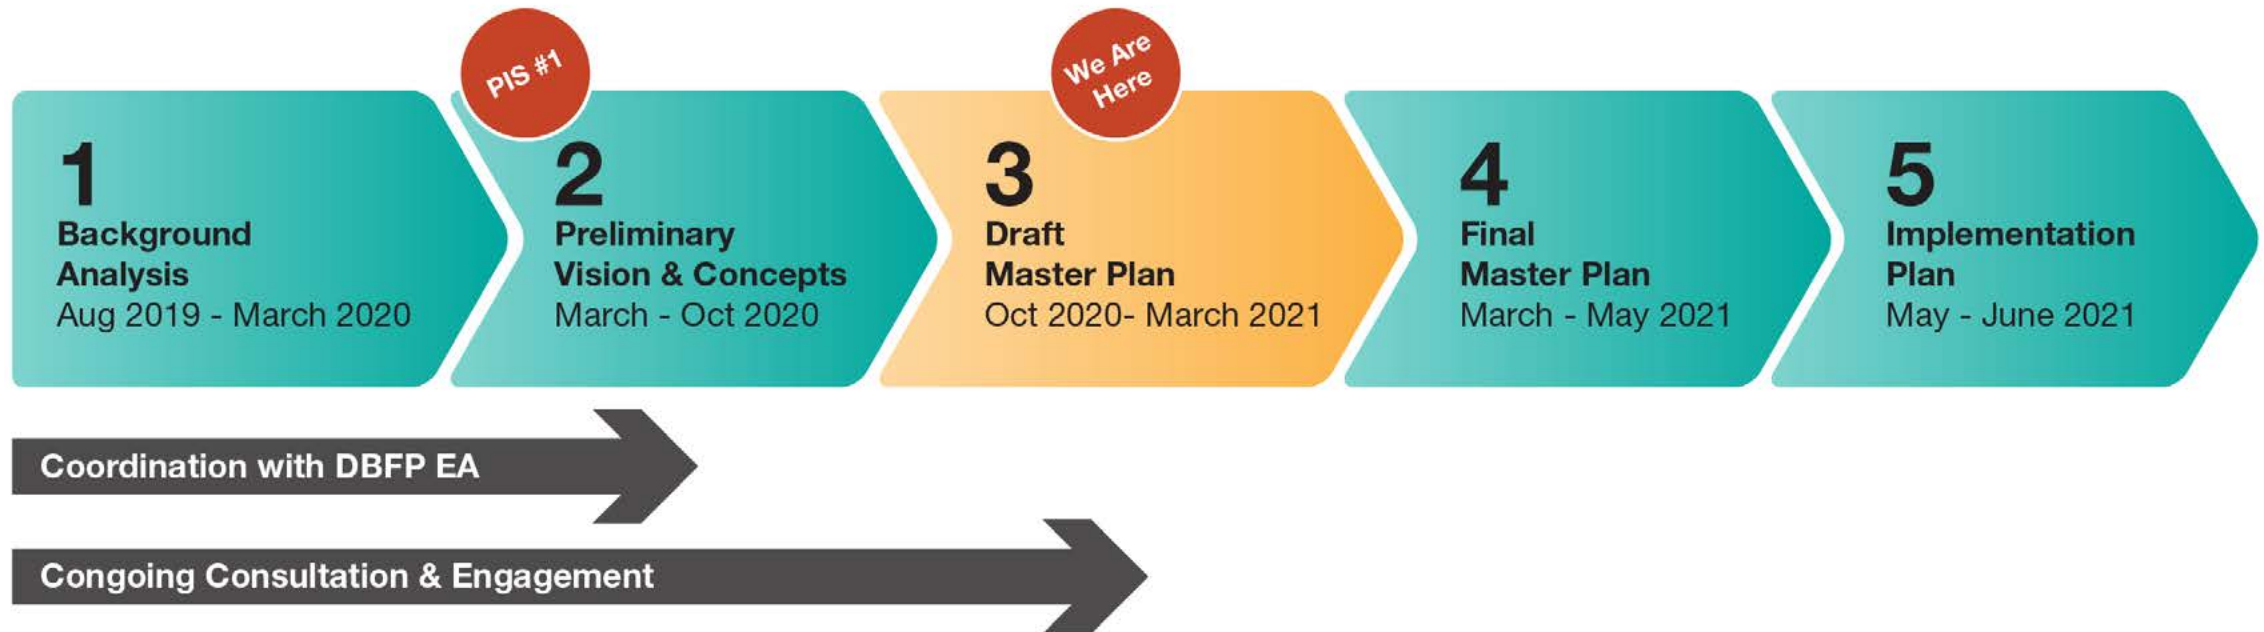 PIS #1
We Are
Here
1
Background
Analysis
Aug 2019 - March 2020
2
Preliminary
Vision & Concepts
March - Oct 2020
3
Draft
Master Plan
Oct 2020- March 2021
4
Final
Master Plan
March - May 2021
5
Implementation
Plan
May - June 2021
Coordination with DBFP EA
Congoing Consultation & Engagement